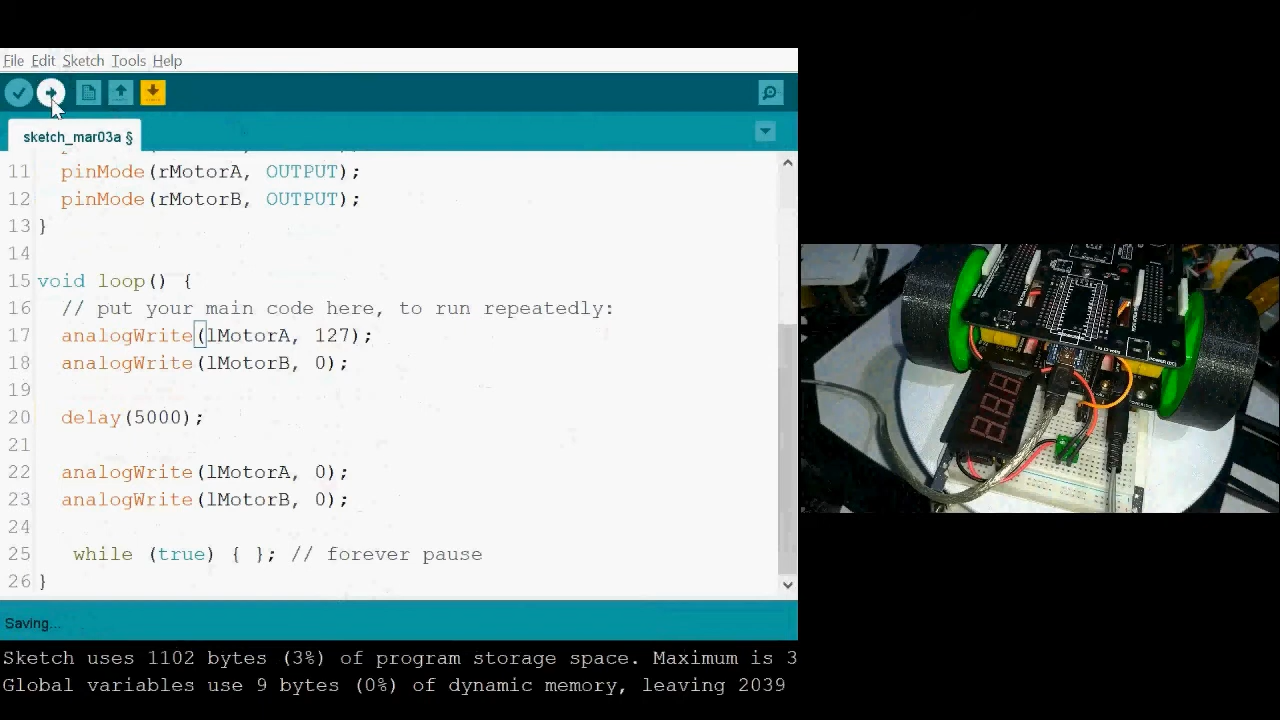 File Edit Sketch Tools Help
sketch_mar03a §
11 pinMode(rMotorA, OUTPUT);
12 pinMode(rMotorB, OUTPUT);
13 }
14
15 void loop() {
16 // put your main code here, to run repeatedly:
17 analogWrite(lMotorA, 127);
18 analogWrite(lMotorB, 0);
19
20 delay(5000);
21
22 analogWrite(lMotorA, 0);
23 analogWrite(lMotorB, 0);
24
25 while (true) { }; // forever pause
26 }
Saving...
Sketch uses 1102 bytes (3%) of program storage space. Maximum is 3
Global variables use 9 bytes (0%) of dynamic memory, leaving 2039